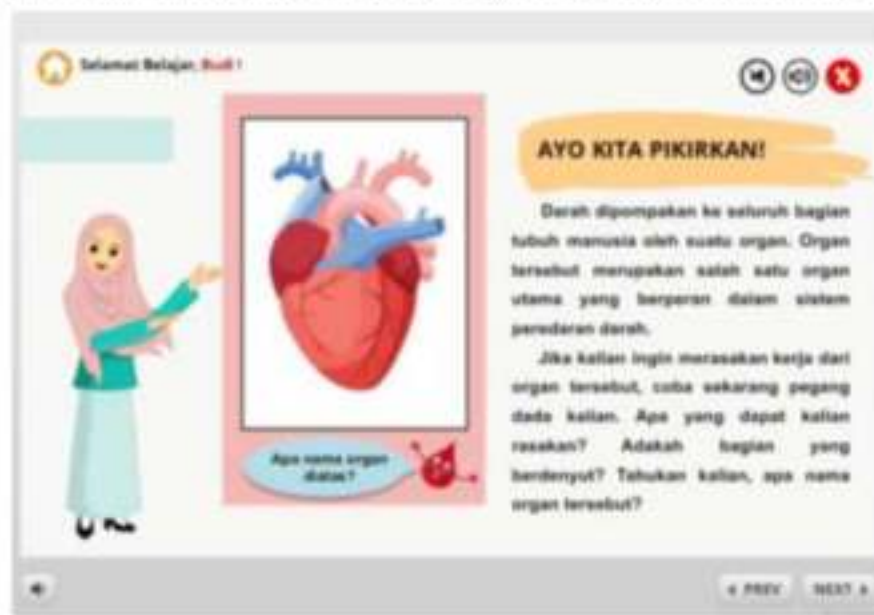 Selamat Belajar, Budi !
AYO KITA PIKIRKAN!
Darah dipompakan ke seluruh bagian
tubuh manusia oleh suatu organ. Organ
tersebut merupakan salah satu organ
utama yang berperan dalam sistem
peredaran darah.
Jika kalian ingin merasakan kerja dari
organ tersebut, coba sekarang pegang
dada kalian. Apa yang dapat kalian
rasakan? Adakah bagian yang
berdenyut? Tahukan kalian, apa nama
organ tersebut?
Apa nama organ
diatas?
PREV
NEXT